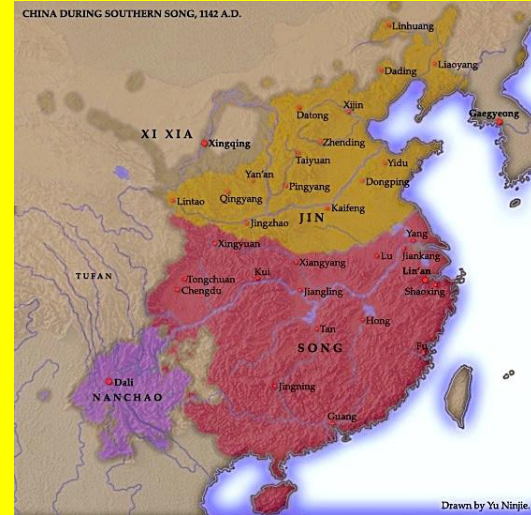 CHINA DURING SOUTHERN SONG, 1142 A.D.
Linhuang
Liaoyang
Dading
Gaegyeong
Datong
Xijin
XI XIA
Xingqing
Zhending
Taiyuan
Yidu
Yan'an
Pingyang
Dongping
Lintao
Qingyang
Kaifeng
JIN
Jingzhao
Yang
Xingyuan
Lu
Jiankang
Xiangyang
Kui
Lin'an
TUFAN
Tongchuan
Chengdu
Jiangling
Shaoxing
Hong
Tan
SONG
Fu
Dali
Jingning
NANCHAO
Guang
Drawn by Yu Ninjie